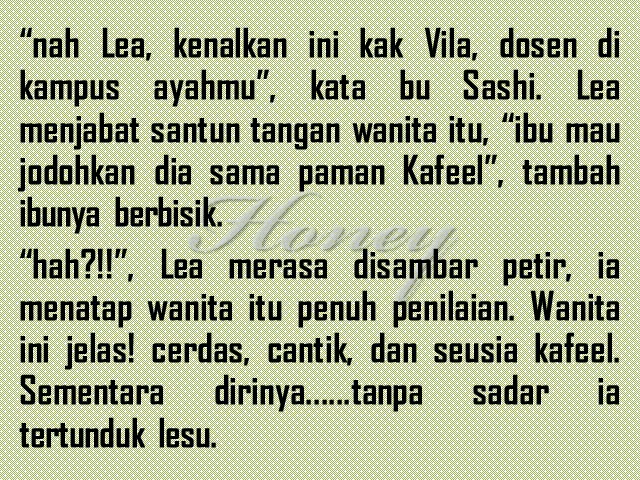 “nah Lea, kenalkan ini kak Vila, dosen di
kampus ayahmu”, kata bu Sashi. Lea
menjabat santun tangan wanita itu, “ibu mau
jodohkan dia sama paman Kafeel”, tambah
ibunya berbisik.
“hah?!!”, Lea merasa disambar petir, ia
menatap wanita itu penuh penilaian. Wanita
ini jelas! cerdas, cantik, dan seusia kafeel.
Sementara dirinya......tanpa sadar ia
tertunduk lesu.
Honey